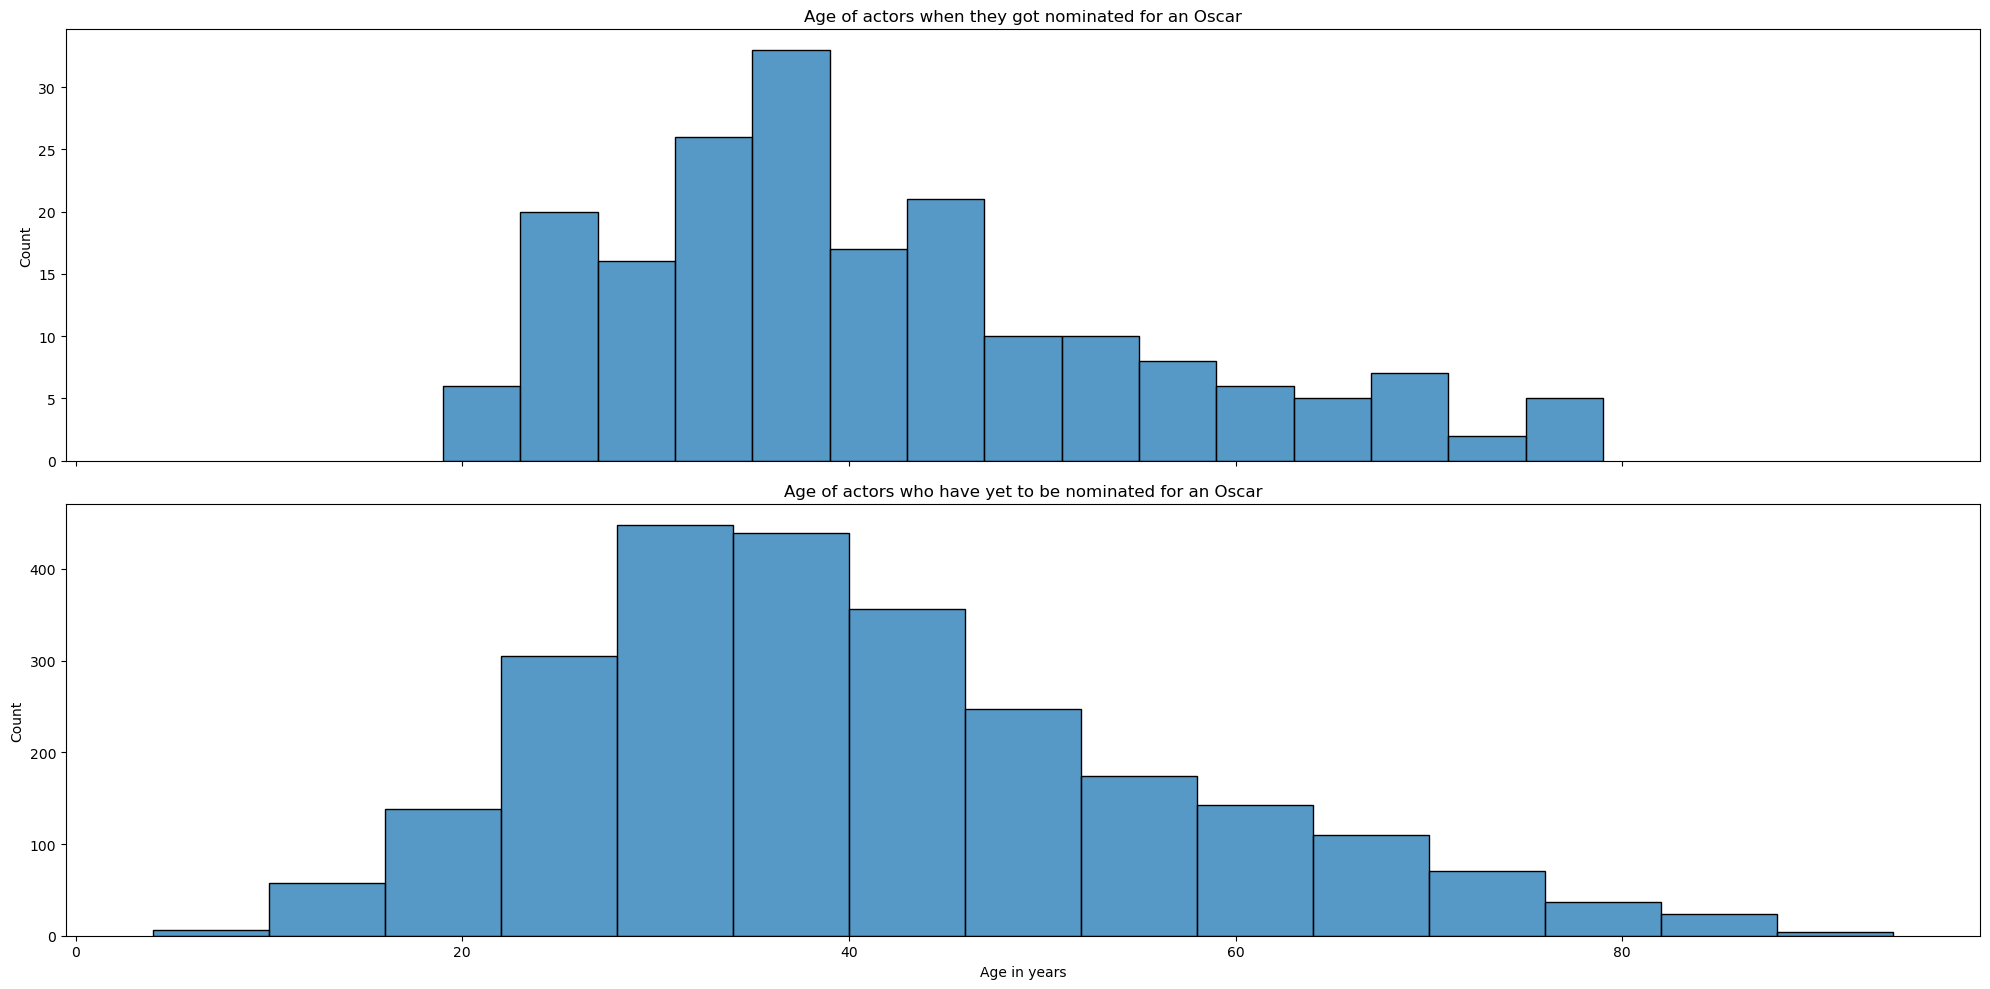 Age of actors when they got nominated for an Oscar
30
25
20
15
10
5
0
Count
Age of actors who have yet to be nominated for an Oscar
400
300
200
100
0
Count
0 20 40 60 80
Age in years